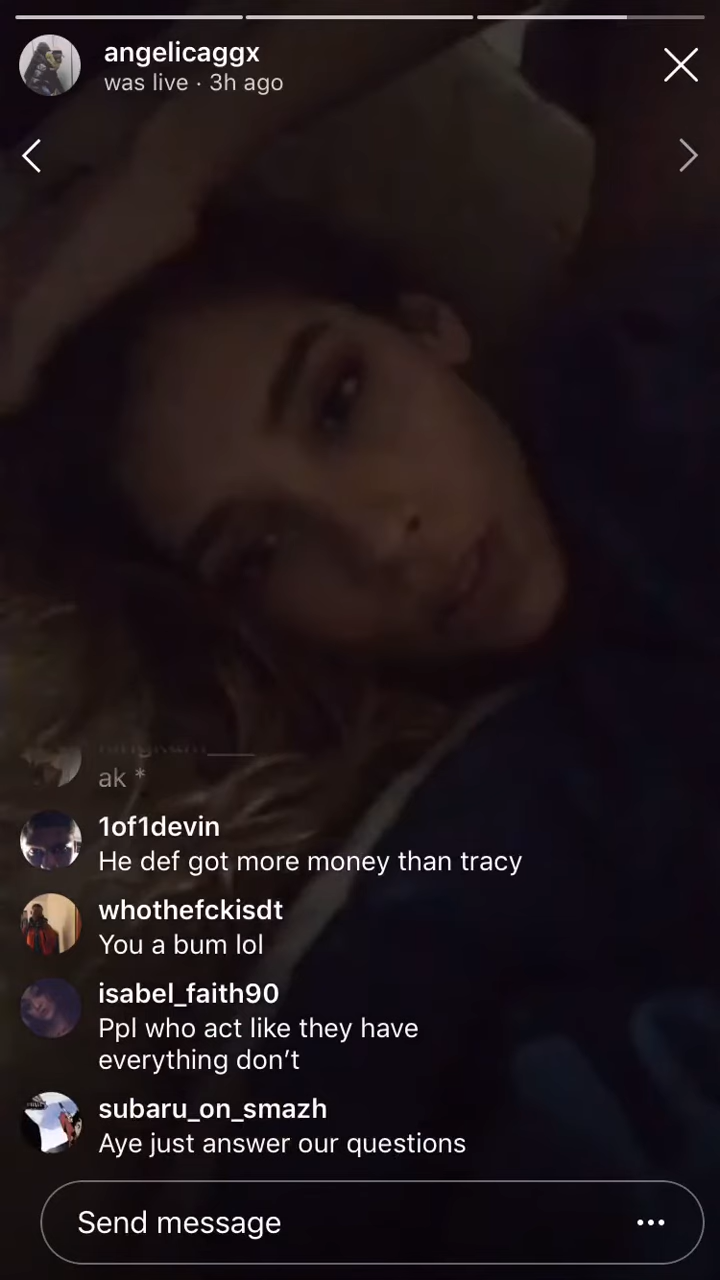 angelicaggx
was live · 3h ago
ak *
1of1devin
He def got more money than tracy
whothefckisdt
You a bum lol
isabel_faith90
Ppl who act like they have
everything don’t
subaru_on_smazh
Aye just answer our questions
Send message